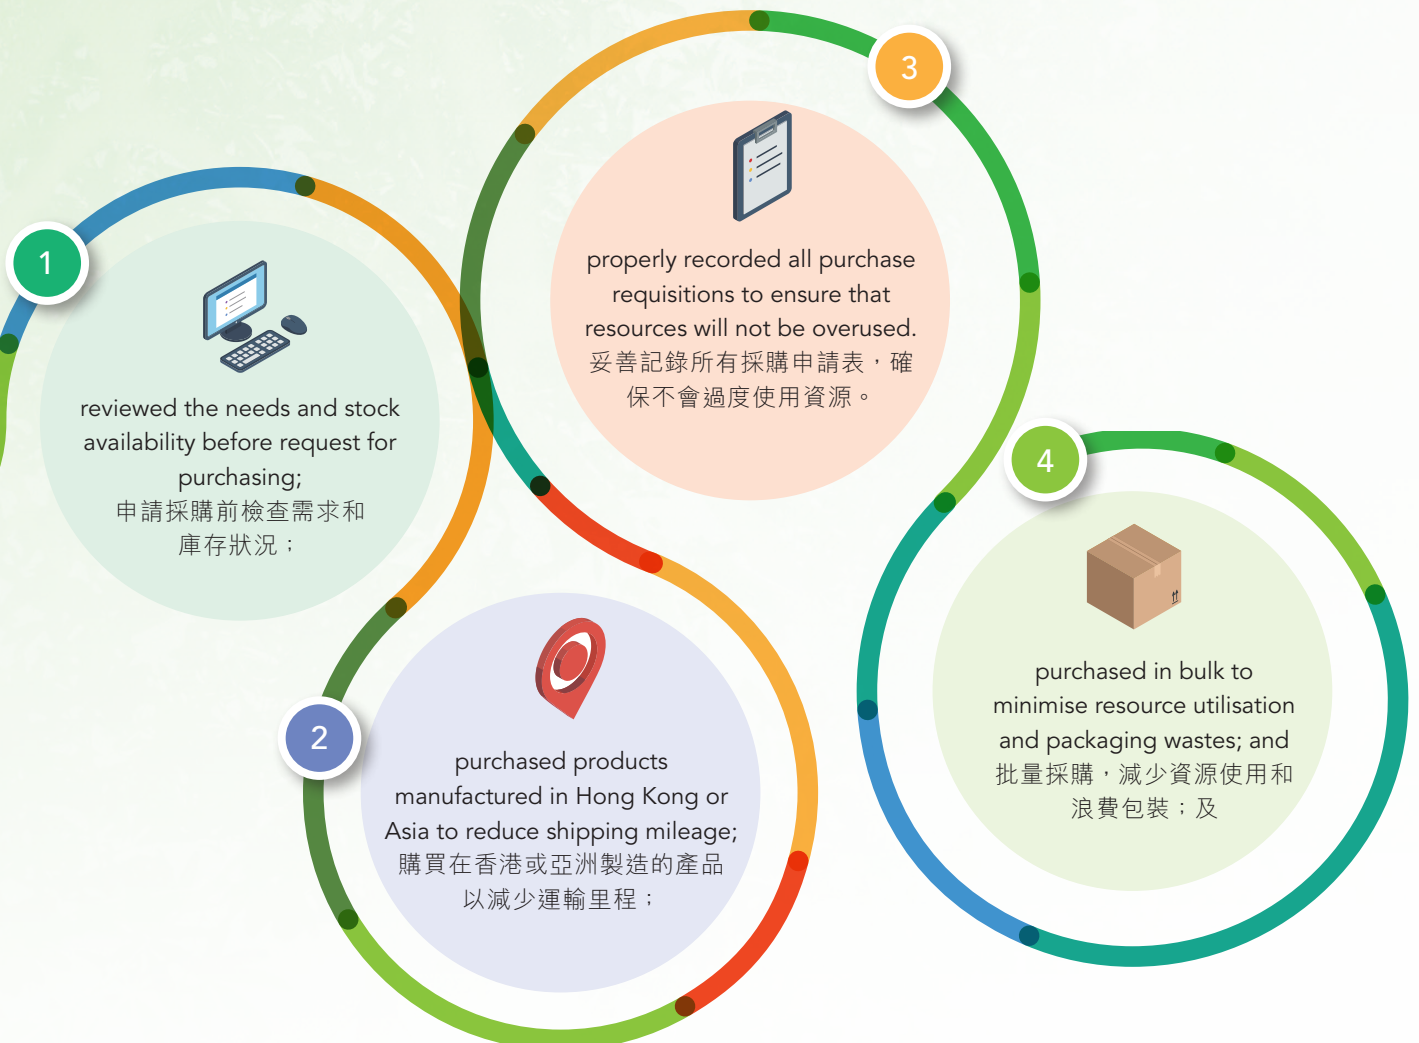 1
reviewed the needs and stock
availability before request for
purchasing;
申請採購前檢查需求和
庫存狀況；
2
purchased products
manufactured in Hong Kong or
Asia to reduce shipping mileage;
購買在香港或亞洲製造的產品
以減少運輸里程；
3
properly recorded all purchase
requisitions to ensure that
resources will not be overused.
妥善記錄所有採購申請表，確
保不會過度使用資源。
4
purchased in bulk to
minimise resource utilisation
and packaging wastes; and
批量採購，減少資源使用和
浪費包裝；及